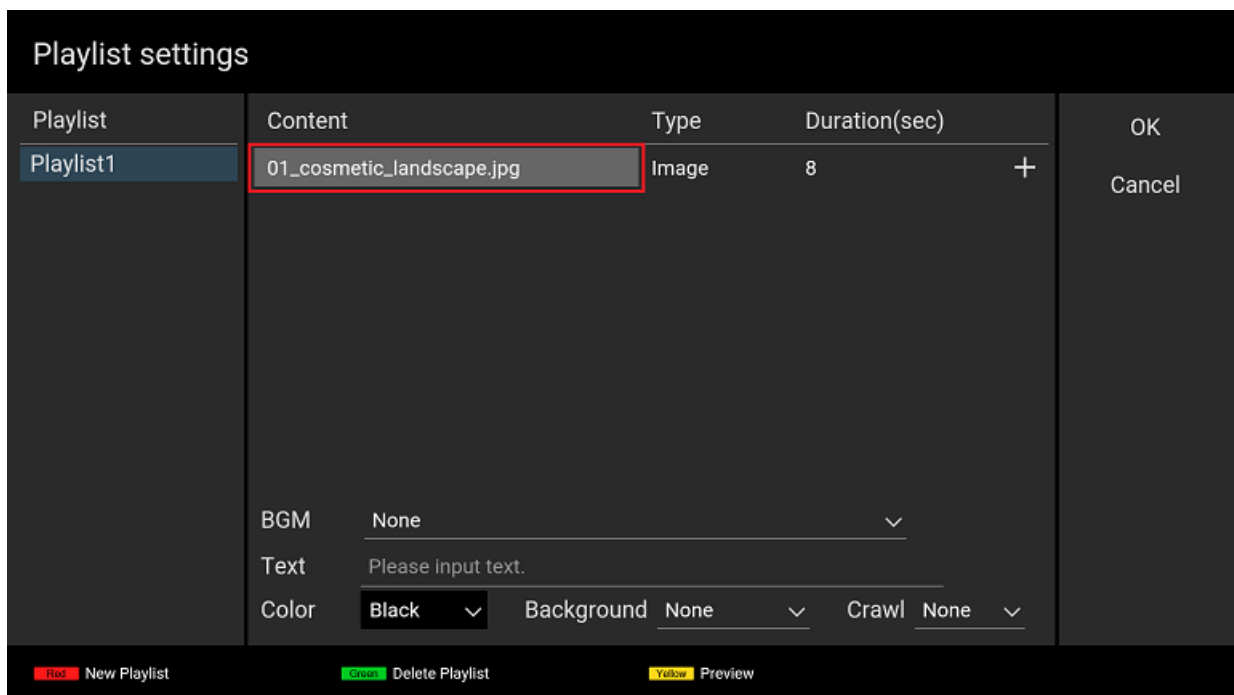 Playlist settings
Playlist Content Type Duration(sec) OK
Playlist1 01_cosmetic_landscape.jpg Image 8 +
Cancel
BGM None
Text Please input text.
Color Black Background None Crawl None
Red New Playlist Green Delete Playlist Yellow Preview